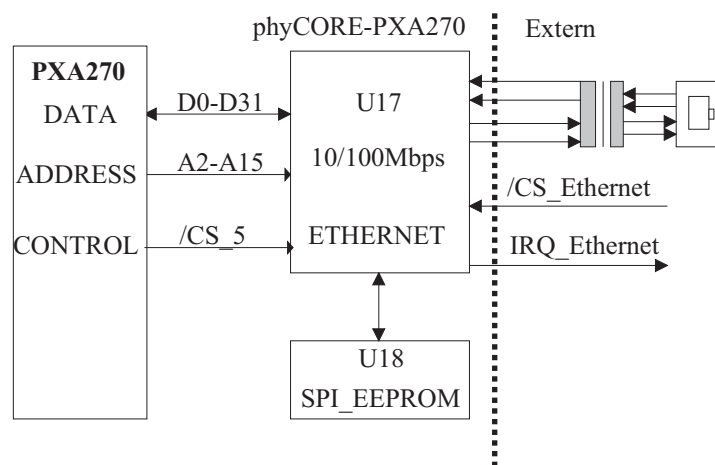 phyCORE-PXA270
Extern
PXA270
DATA
D0-D31
U17
ADDRESS
A2-A15
10/100Mbps
/CS_Ethernet
CONTROL
/CS_5
ETHERNET
IRQ_Ethernet
U18
SPI_EEPROM